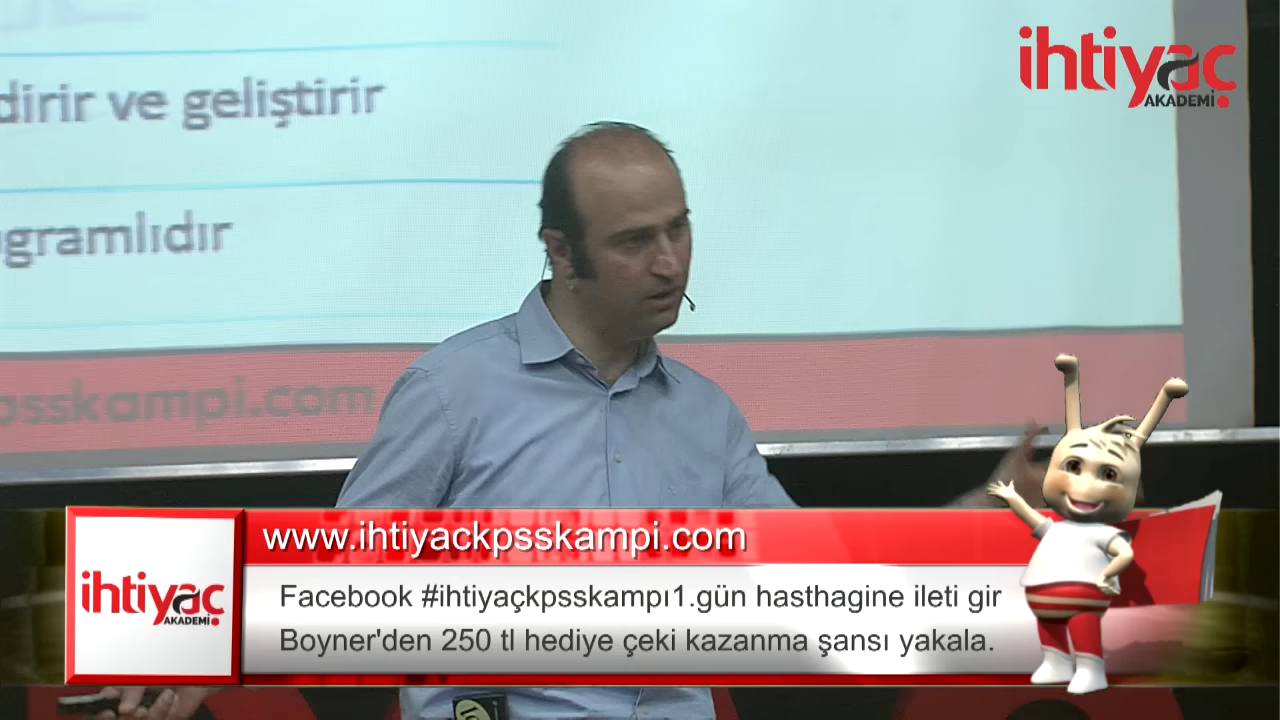 ihtiyaç
AKADEMİ
dirir ve geliştirir
ogramlıdır
psskampi.com
www.ihtiyackpsskampi.com
ihtiyaç
AKADEMİ
Facebook #ihtiyaçkpsskampı1.gün hasthagine ileti gir
Boyner'den 250 tl hediye çeki kazanma şansı yakala.